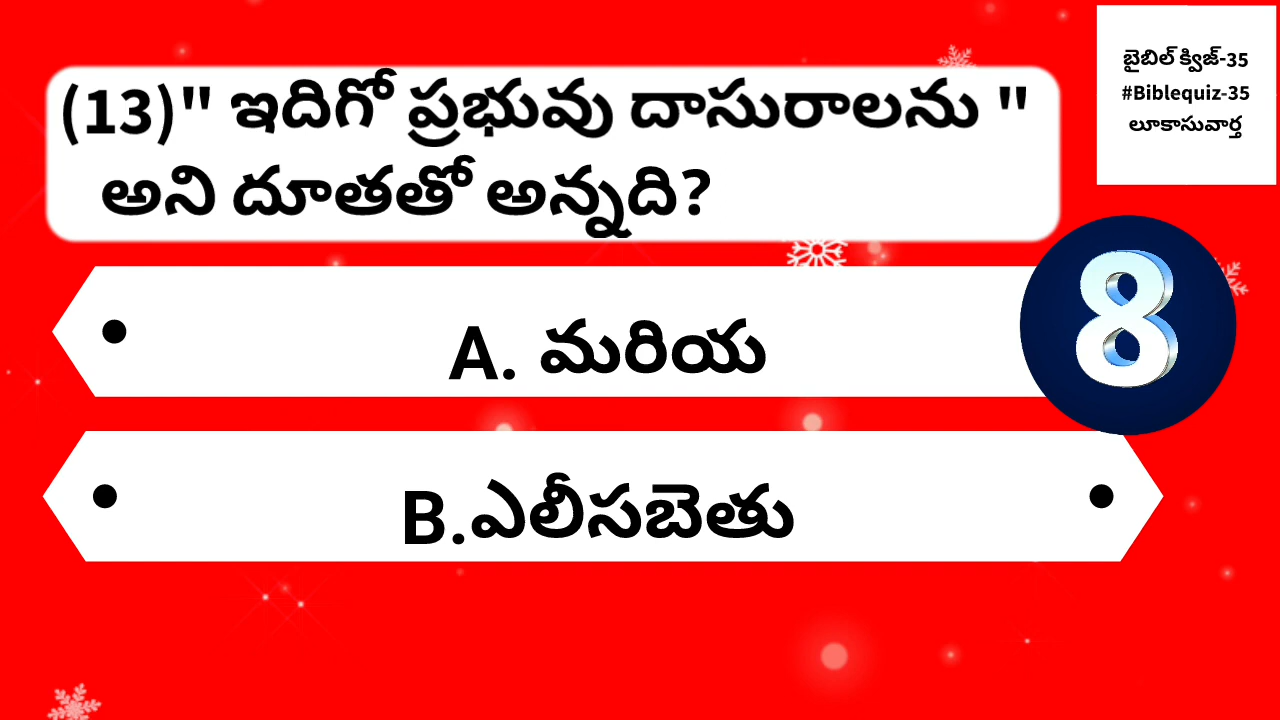 (13)" ఇదిగో ప్రభువు దాసురాలను "
అని దూతతో అన్నది?
బైబిల్ క్విజ్-35
#Biblequiz-35
లూకాసువార్త
8
A. మరియ
B.ఎలీసబెతు